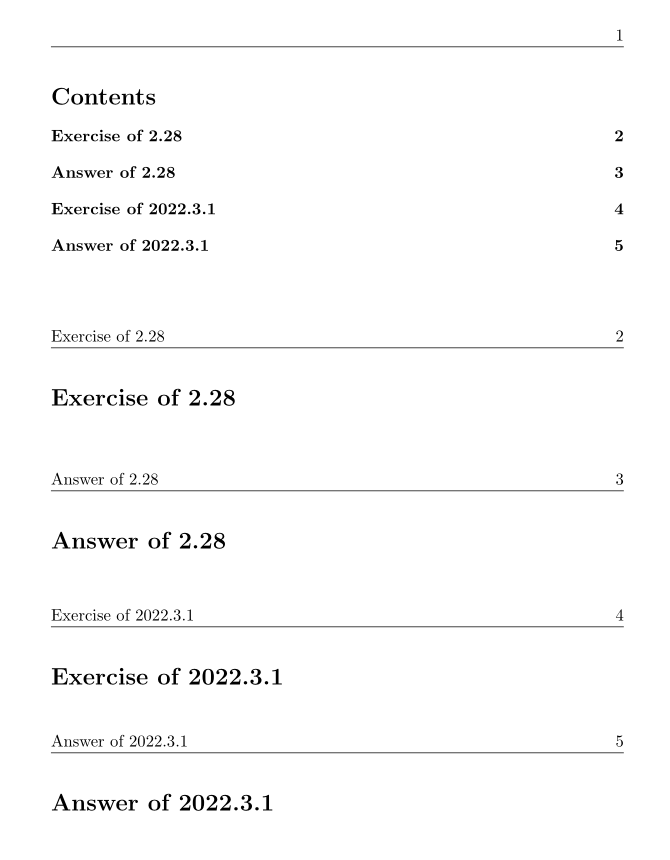 1
Contents
Exercise of 2.28 2
Answer of 2.28 3
Exercise of 2022.3.1 4
Answer of 2022.3.1 5
Exercise of 2.28 2
Exercise of 2.28
Answer of 2.28 3
Answer of 2.28
Exercise of 2022.3.1 4
Exercise of 2022.3.1
Answer of 2022.3.1 5
Answer of 2022.3.1